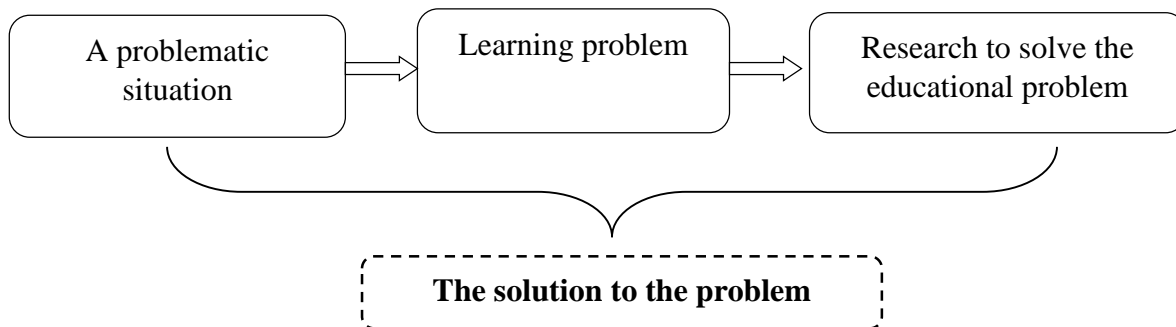 A problematic
situation
Learning problem
Research to solve the
educational problem
The solution to the problem